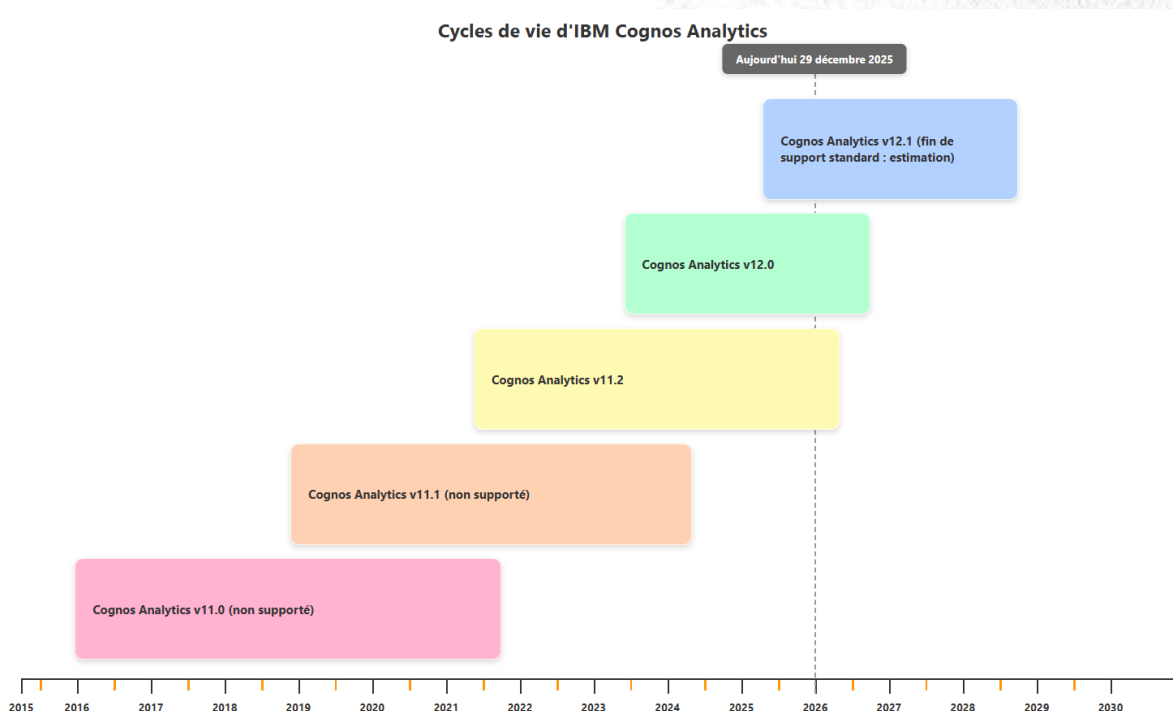 Cycles de vie d'IBM Cognos Analytics
Aujourd'hui 29 décembre 2025
Cognos Analytics v12.1 (fin de
support standard : estimation)
Cognos Analytics v12.0
Cognos Analytics v11.2
Cognos Analytics v11.1 (non supporté)
Cognos Analytics v11.0 (non supporté)
2015 2016 2017 2018 2019 2020 2021 2022 2023 2024 2025 2026 2027 2028 2029 2030